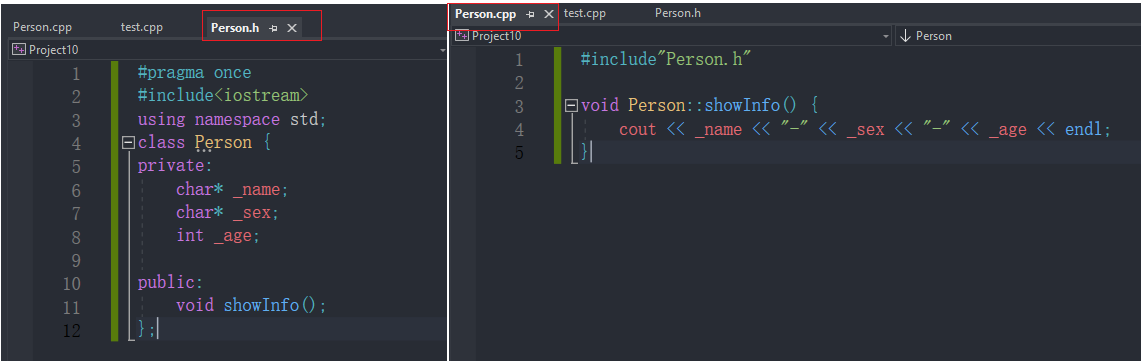 Person.cpp test.cpp Person.h
Project10
1 #pragma once
2 #include<iostream>
3 using namespace std;
4 class Person {
5 private:
6 char* _name;
7 char* _sex;
8 int _age;
9
10 public:
11 void showInfo();
12 };
Person.cpp test.cpp Person.h
Project10 Person
1 #include"Person.h"
2
3 void Person::showInfo() {
4 cout << _name << "-" << _sex << "-" << _age << endl;
5 }